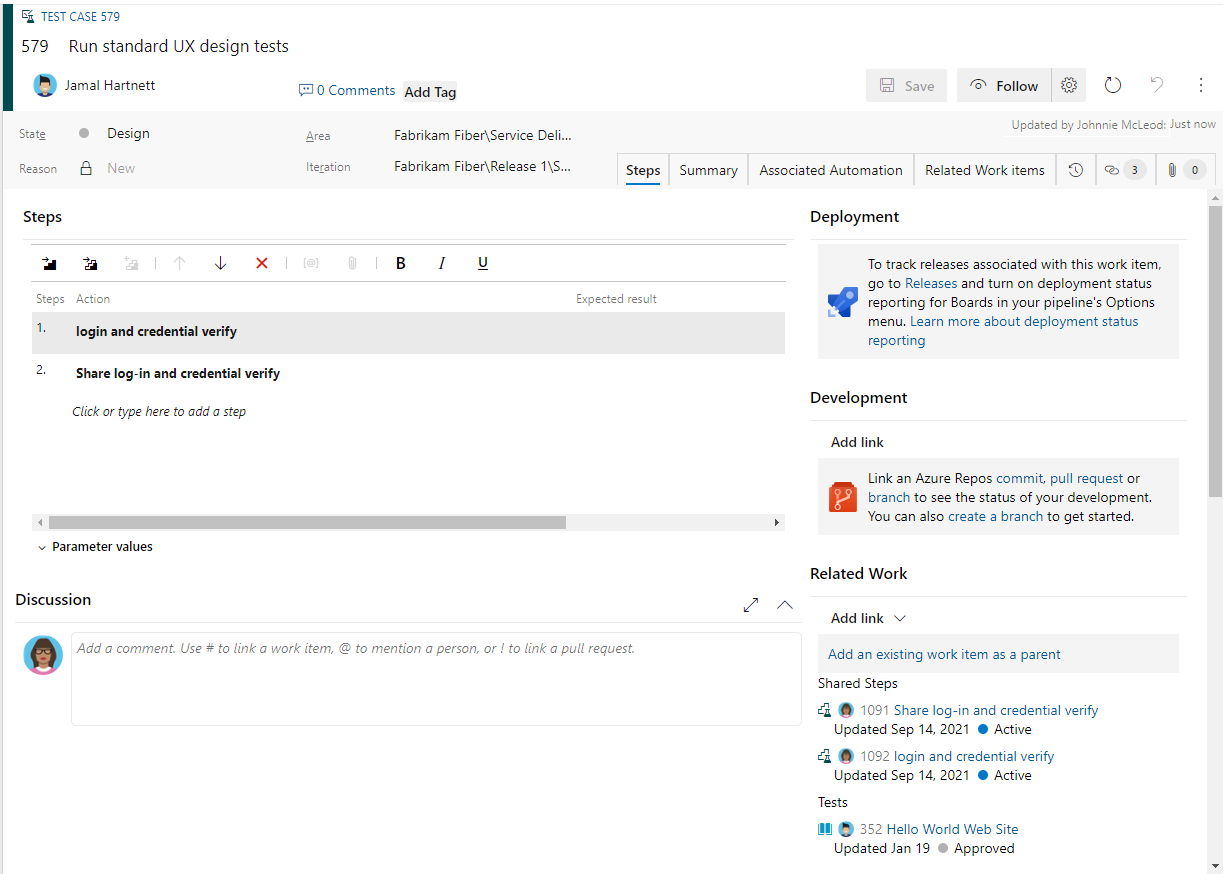 TEST CASE 579
579 Run standard UX design tests
Jamal Hartnett
0 Comments Add Tag
Save Follow
State Design
Area Fabrikam Fiber\Service Deli...
Updated by Johnnie McLeod: Just now
Reason New
Iteration Fabrikam Fiber\Release 1\S...
Steps Summary Associated Automation Related Work items 3 0
Steps
B I U
Steps Action Expected result
1. login and credential verify
2. Share log-in and credential verify
Click or type here to add a step
Parameter values
Discussion
Add a comment. Use # to link a work item, @ to mention a person, or ! to link a pull request.
Deployment
To track releases associated with this work item,
go to Releases and turn on deployment status
reporting for Boards in your pipeline's Options
menu. Learn more about deployment status
reporting
Development
Add link
Link an Azure Repos commit, pull request or
branch to see the status of your development.
You can also create a branch to get started.
Related Work
Add link
Add an existing work item as a parent
Shared Steps
1091 Share log-in and credential verify
Updated Sep 14, 2021 Active
1092 login and credential verify
Updated Sep 14, 2021 Active
Tests
352 Hello World Web Site
Updated Jan 19 Approved